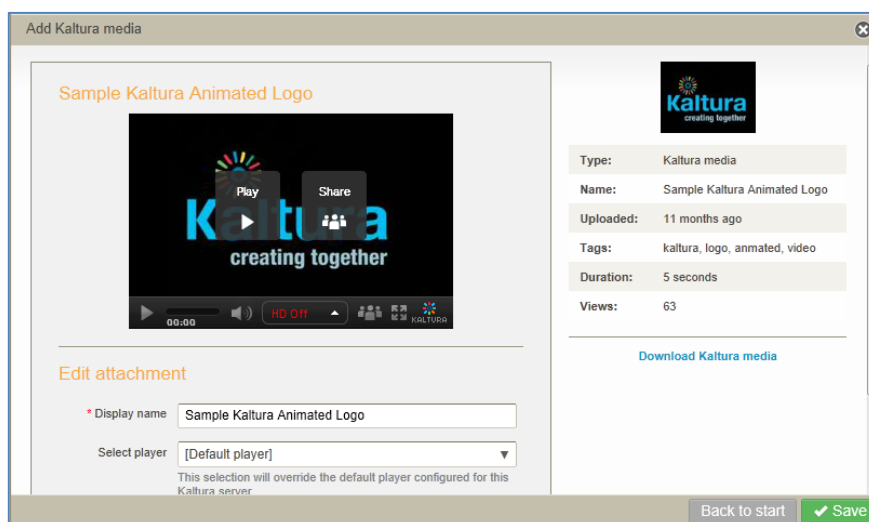 Add Kaltura media
Sample Kaltura Animated Logo
Play
Share
Kaltura
creating together
00:00
HD Off
KALTURA
Edit attachment
* Display name
Sample Kaltura Animated Logo
Select player
[Default player]
This selection will override the default player configured for this
Kaltura server
Kaltura
creating together
Type: Kaltura media
Name: Sample Kaltura Animated Logo
Uploaded: 11 months ago
Tags: kaltura, logo, anmated, video
Duration: 5 seconds
Views: 63
Download Kaltura media
Back to start
Save